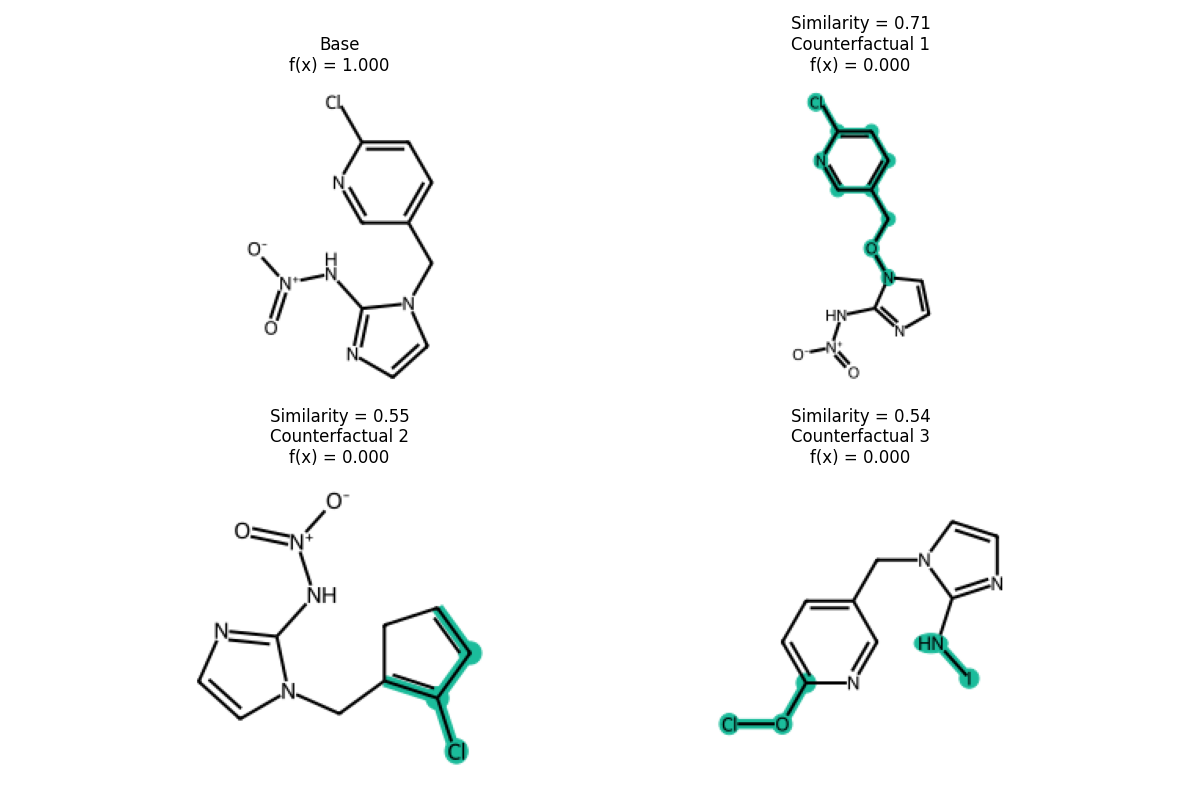 Base
f(x) = 1.000
Cl
N
O⁻
N⁺
H
N
O
N
N
Similarity = 0.71
Counterfactual 1
f(x) = 0.000
Cl
N
O
N
HN
N
O⁻
N⁺
O
Similarity = 0.55
Counterfactual 2
f(x) = 0.000
O⁻
O
N⁺
NH
N
N
Cl
Similarity = 0.54
Counterfactual 3
f(x) = 0.000
N
N
HN
I
N
O
Cl